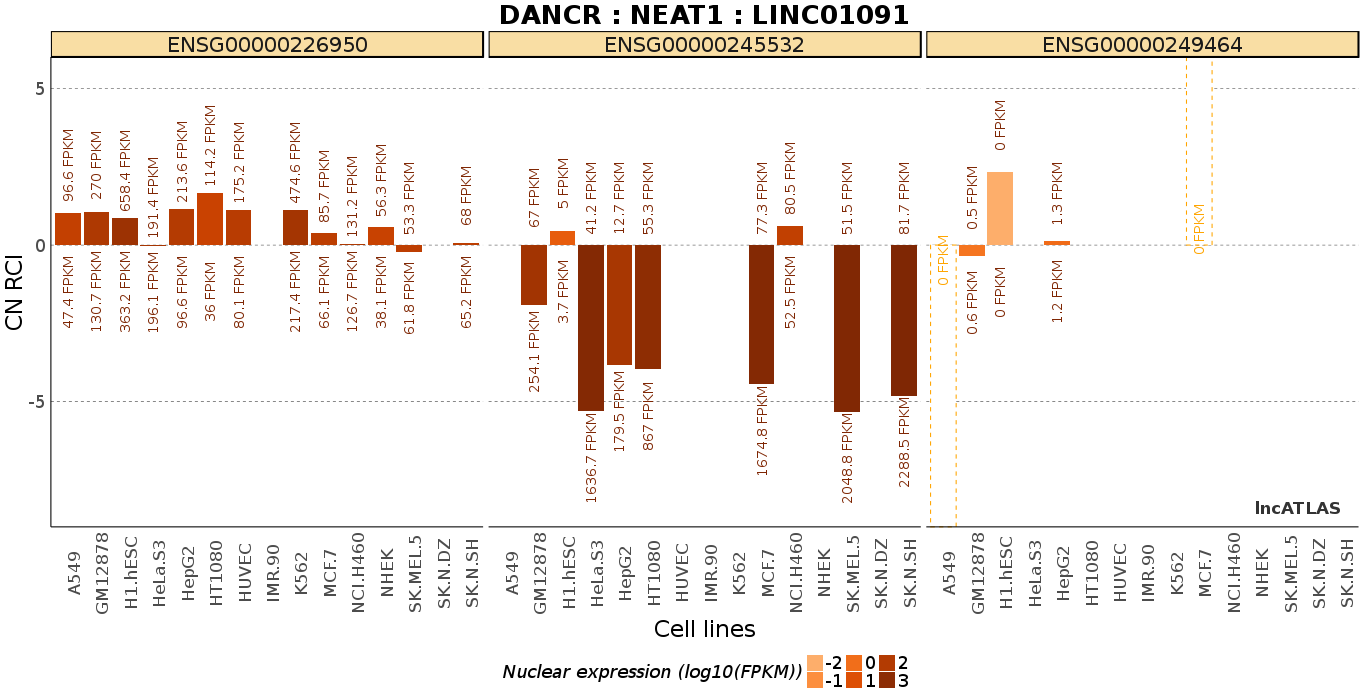 DANCR : NEAT1 : LINC01091
ENSG00000226950
ENSG00000245532
ENSG00000249464
CN RCI
5
0
-5
96.6 FPKM
270 FPKM
658.4 FPKM
191.4 FPKM
213.6 FPKM
114.2 FPKM
175.2 FPKM
474.6 FPKM
85.7 FPKM
131.2 FPKM
56.3 FPKM
53.3 FPKM
68 FPKM
47.4 FPKM
130.7 FPKM
363.2 FPKM
196.1 FPKM
96.6 FPKM
36 FPKM
80.1 FPKM
217.4 FPKM
66.1 FPKM
126.7 FPKM
38.1 FPKM
61.8 FPKM
65.2 FPKM
67 FPKM
5 FPKM
41.2 FPKM
12.7 FPKM
55.3 FPKM
77.3 FPKM
80.5 FPKM
51.5 FPKM
81.7 FPKM
254.1 FPKM
3.7 FPKM
1636.7 FPKM
179.5 FPKM
867 FPKM
1674.8 FPKM
52.5 FPKM
2048.8 FPKM
2288.5 FPKM
0 FPKM
0.5 FPKM
0 FPKM
1.3 FPKM
0 FPKM
0.6 FPKM
0 FPKM
1.2 FPKM
lncATLAS
A549
GM12878
H1.hESC
HeLa.S3
HepG2
HT1080
HUVEC
IMR.90
K562
MCF.7
NCI.H460
NHEK
SK.MEL.5
SK.N.DZ
SK.N.SH
A549
GM12878
H1.hESC
HeLa.S3
HepG2
HT1080
HUVEC
IMR.90
K562
MCF.7
NCI.H460
NHEK
SK.MEL.5
SK.N.DZ
SK.N.SH
A549
GM12878
H1.hESC
HeLa.S3
HepG2
HT1080
HUVEC
IMR.90
K562
MCF.7
NCI.H460
NHEK
SK.MEL.5
SK.N.DZ
SK.N.SH
Cell lines
Nuclear expression (log10(FPKM))
-2 0 2
-1 1 3